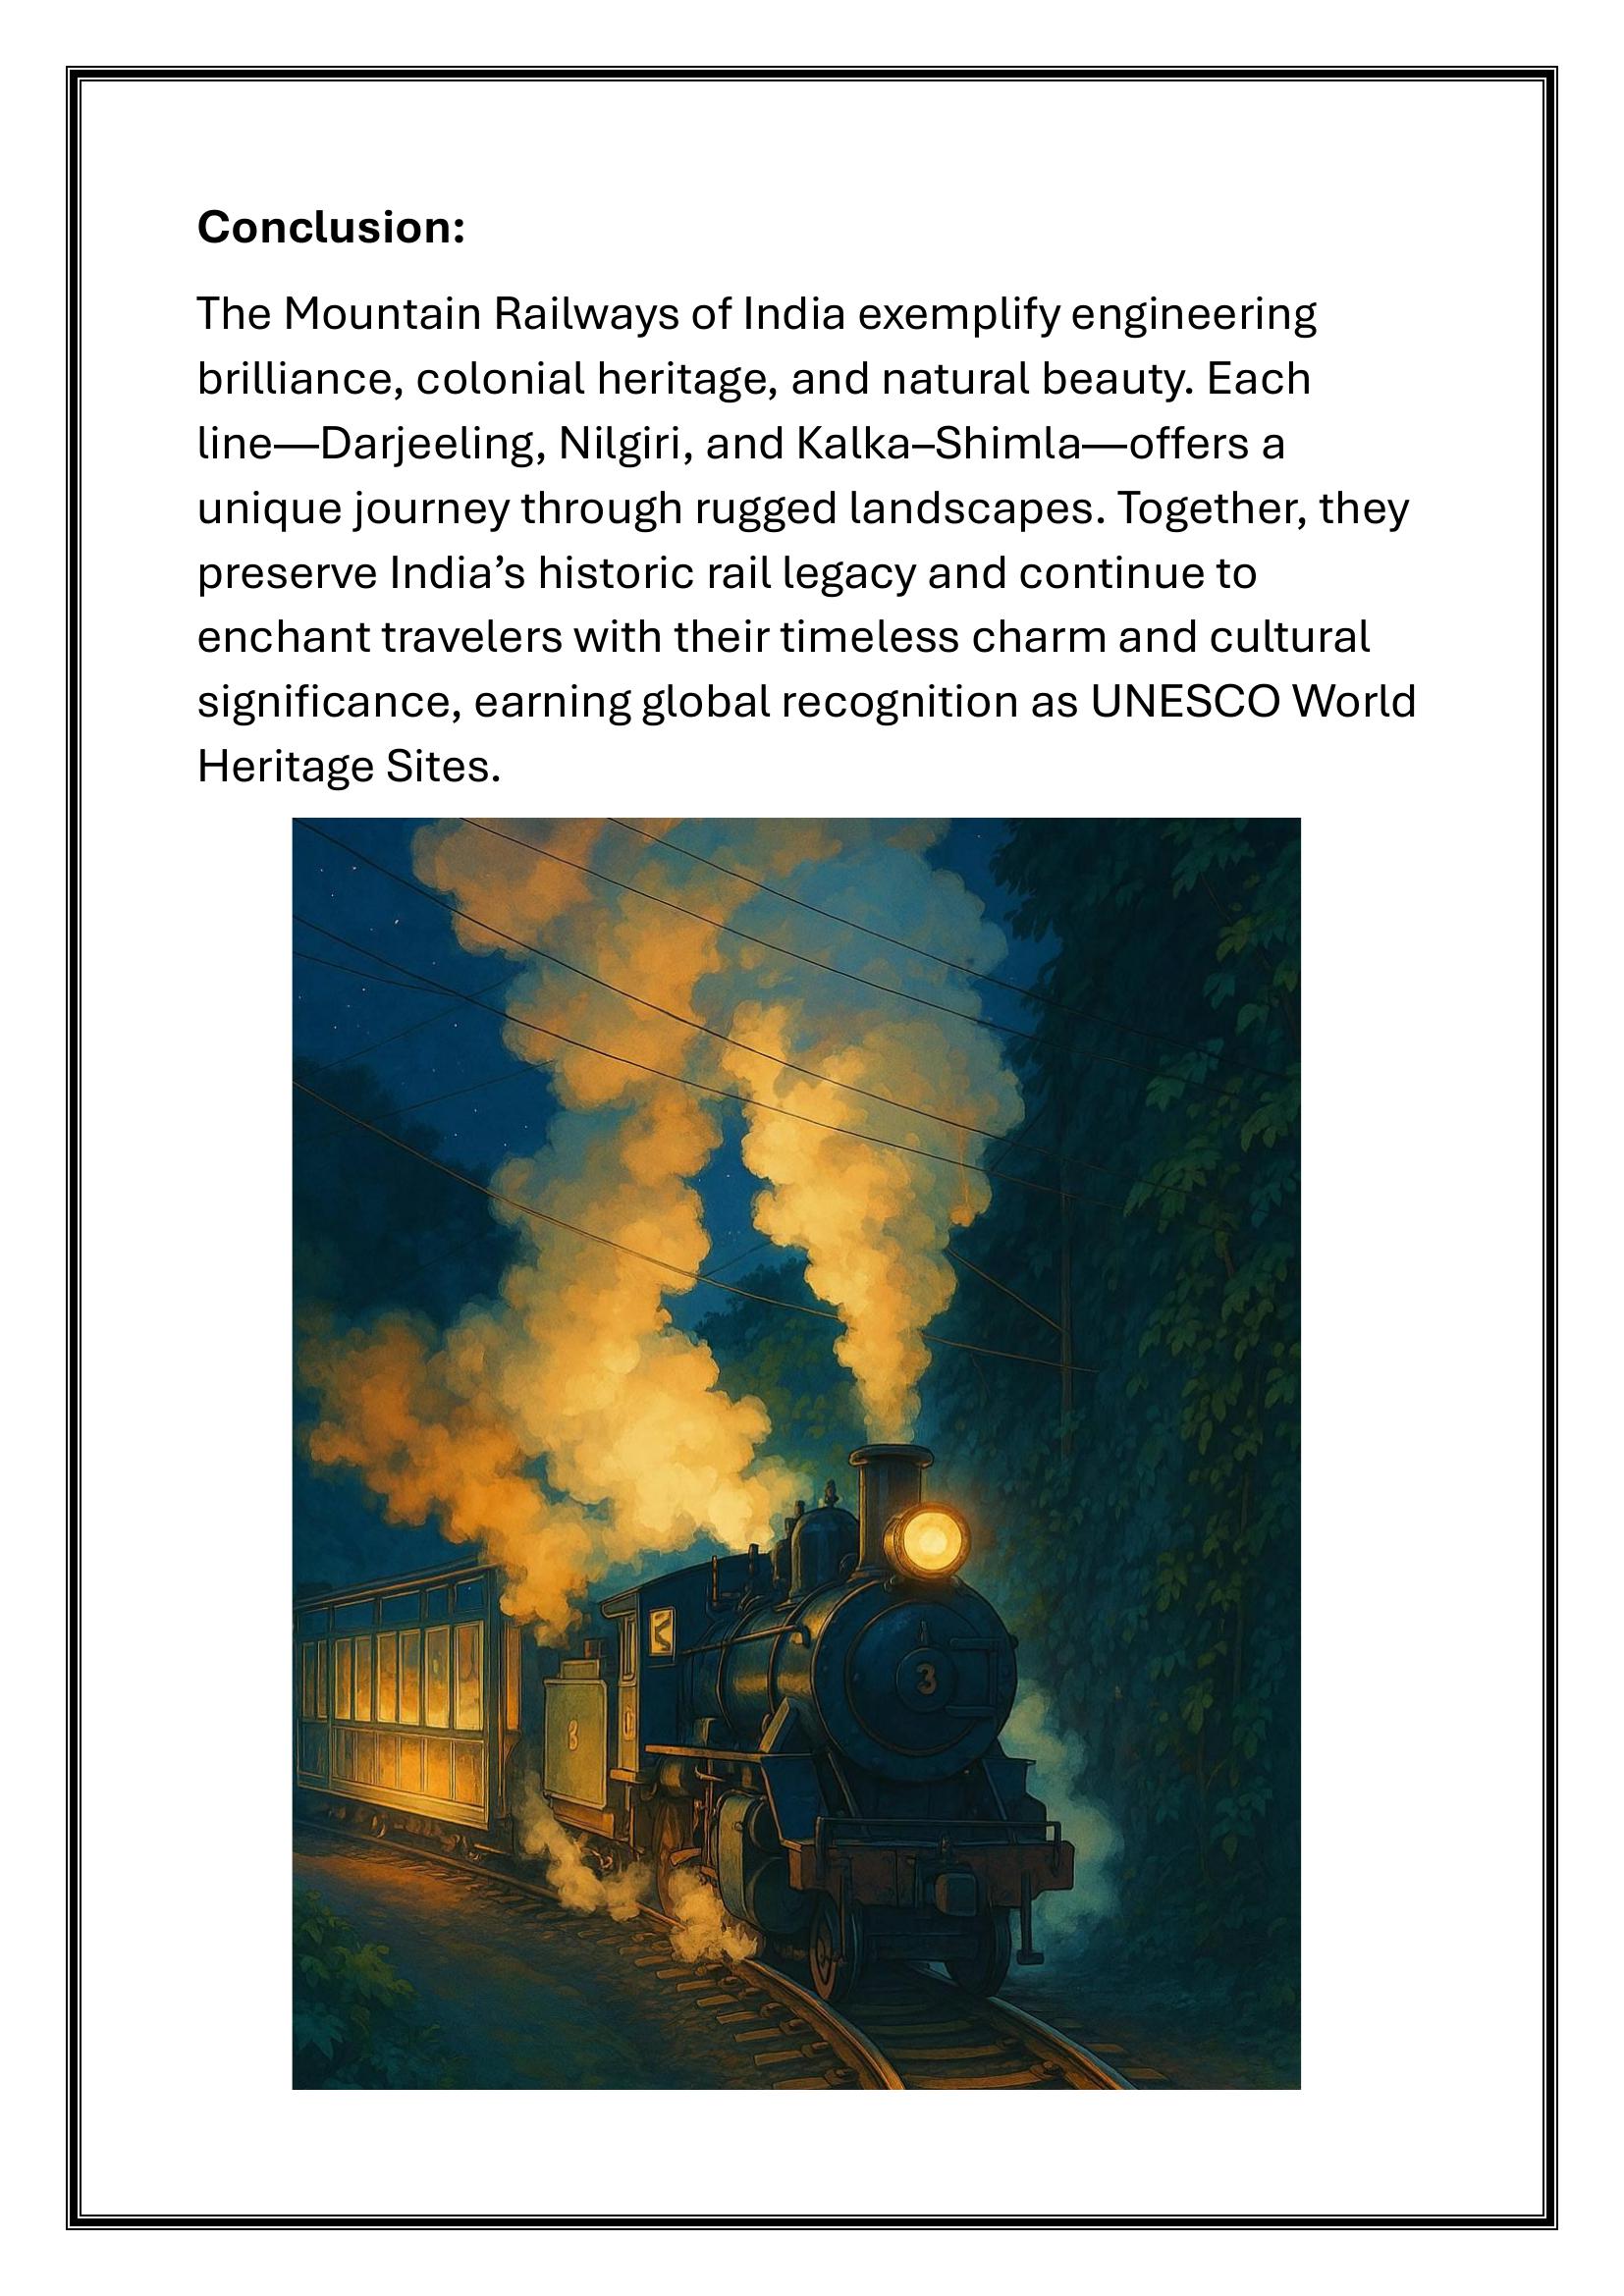 Conclusion:
The Mountain Railways of India exemplify engineering
brilliance, colonial heritage, and natural beauty. Each
line—Darjeeling, Nilgiri, and Kalka–Shimla—offers a
unique journey through rugged landscapes. Together, they
preserve India’s historic rail legacy and continue to
enchant travelers with their timeless charm and cultural
significance, earning global recognition as UNESCO World
Heritage Sites.
3